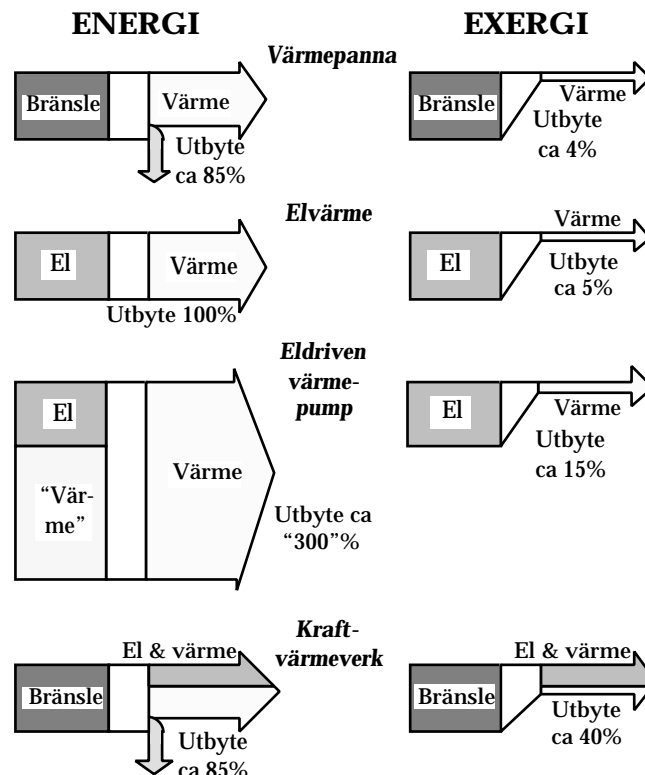 ENERGI
EXERGI
Värmepanna
Bränsle
Värme
Utbyte
ca 85%
Bränsle
Värme
Utbyte
ca 4%
Elvärme
El
Värme
Utbyte 100%
El
Värme
Utbyte
ca 5%
Eldriven
värme-
pump
El
“Vär-
me”
Värme
Utbyte ca
“300”%
El
Värme
Utbyte
ca 15%
Kraft-
värmeverk
El & värme
Bränsle
Utbyte
ca 85%
El & värme
Bränsle
Utbyte
ca 40%